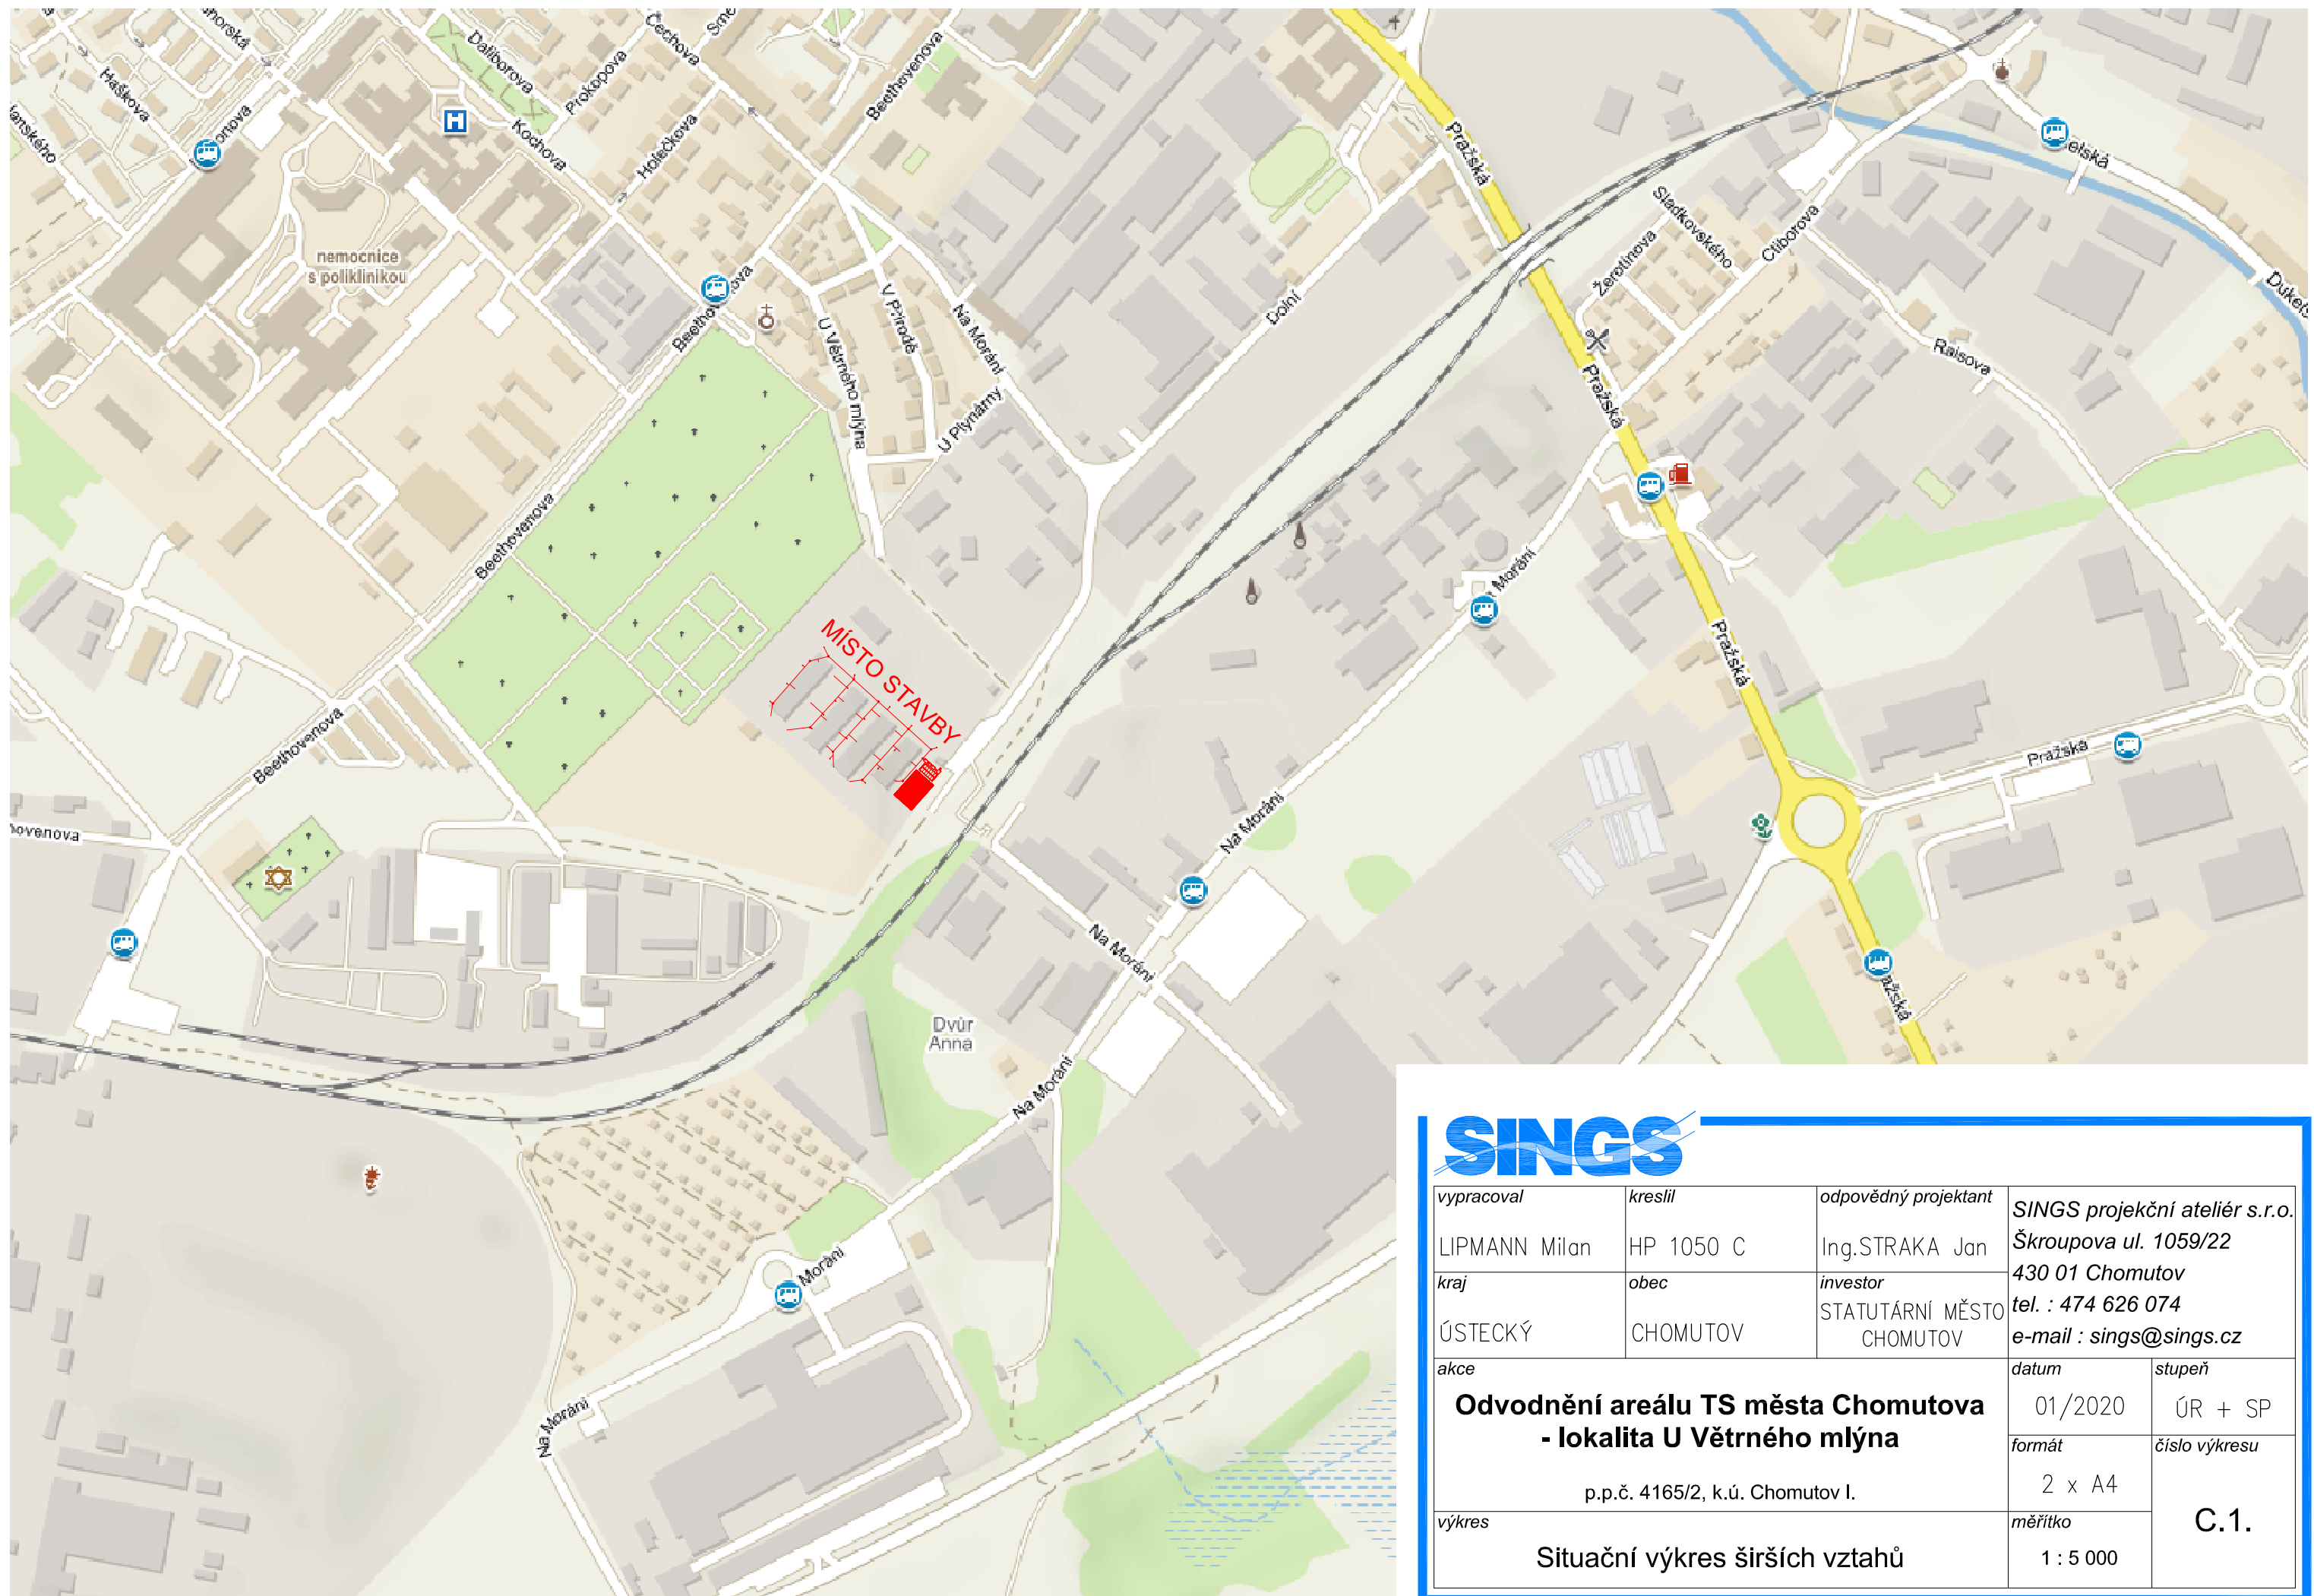 Čechova
Daliborova
Prokopova
Beethovenova
Haškova
Kochova
Holečkova
Pražská
elská
Sladkovského
Ctiborova
Žerotínova
nemocnice
s poliklinikou
Dolní
V Přírodě
Na Moráni
U Větrného mlýna
Raisova
Pražská
U Plynárny
Beethovenova
Moráni
MÍSTO STAVBY
Pražská
Beethovenova
Pražská
Na Moráni
ovenova
Na Moráni
ažská
Dvůr
Anna
Na Moráni
Moráni
Na Moráni
SINGS
vypracoval
LIPMANN Milan
kreslil
HP 1050 C
odpovědný projektant
Ing.STRAKA Jan
SINGS projekční ateliér s.r.o.
Škroupova ul. 1059/22
430 01 Chomutov
tel. : 474 626 074
e-mail : sings@sings.cz
kraj
ÚSTECKÝ
obec
CHOMUTOV
investor
STATUTÁRNÍ MĚSTO
CHOMUTOV
akce
Odvodnění areálu TS města Chomutova
- lokalita U Větrného mlýna
p.p.č. 4165/2, k.ú. Chomutov I.
datum
01/2020
stupeň
ÚR + SP
formát
2 x A4
číslo výkresu
C.1.
výkres
Situační výkres širších vztahů
měřítko
1 : 5 000